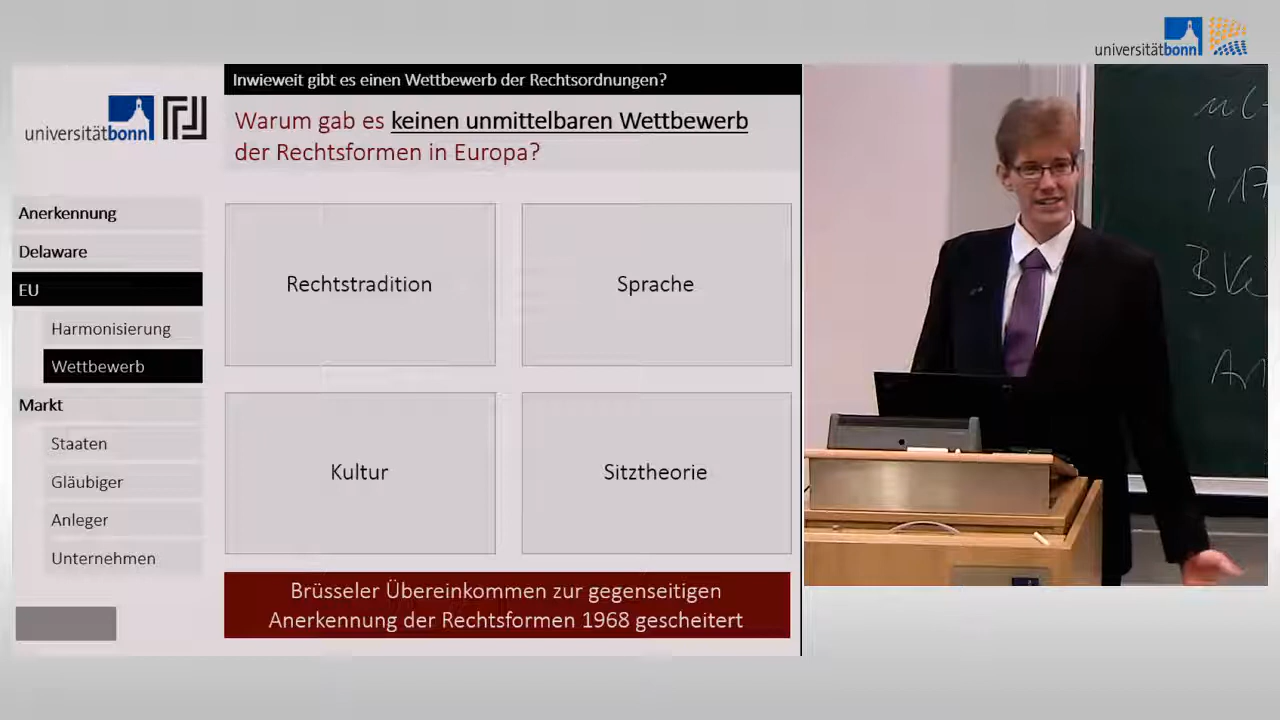 universitätbonn
Inwieweit gibt es einen Wettbewerb der Rechtsordnungen?
universitätbonn
Warum gab es keinen unmittelbaren Wettbewerb
der Rechtsformen in Europa?
Anerkennung
Delaware
EU
Harmonisierung
Wettbewerb
Markt
Staaten
Gläubiger
Anleger
Unternehmen
Rechtstradition
Sprache
Kultur
Sitztheorie
Brüsseler Übereinkommen zur gegenseitigen
Anerkennung der Rechtsformen 1968 gescheitert